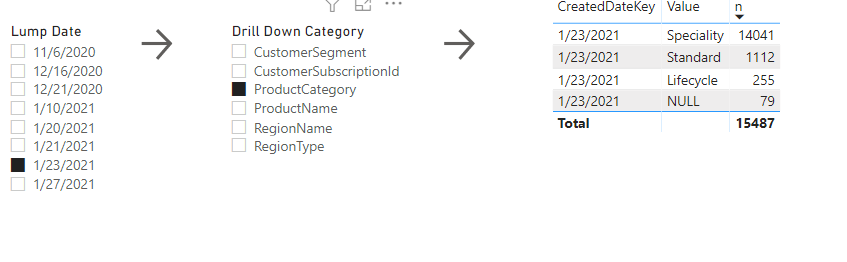 Lump Date
11/6/2020
12/16/2020
12/21/2020
1/10/2021
1/20/2021
1/21/2021
1/23/2021
1/27/2021
Drill Down Category
CustomerSegment
CustomerSubscriptionId
ProductCategory
ProductName
RegionName
RegionType
CreatedDateKey Value n
1/23/2021 Speciality 14041
1/23/2021 Standard 1112
1/23/2021 Lifecycle 255
1/23/2021 NULL 79
Total 15487